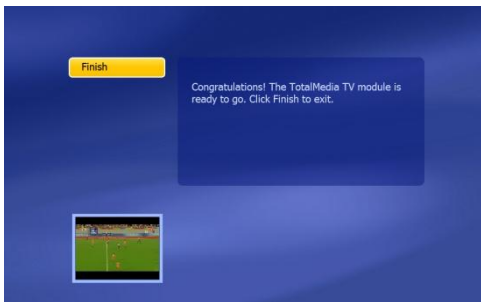 Finish
Congratulations! The TotalMedia TV module is
ready to go. Click Finish to exit.